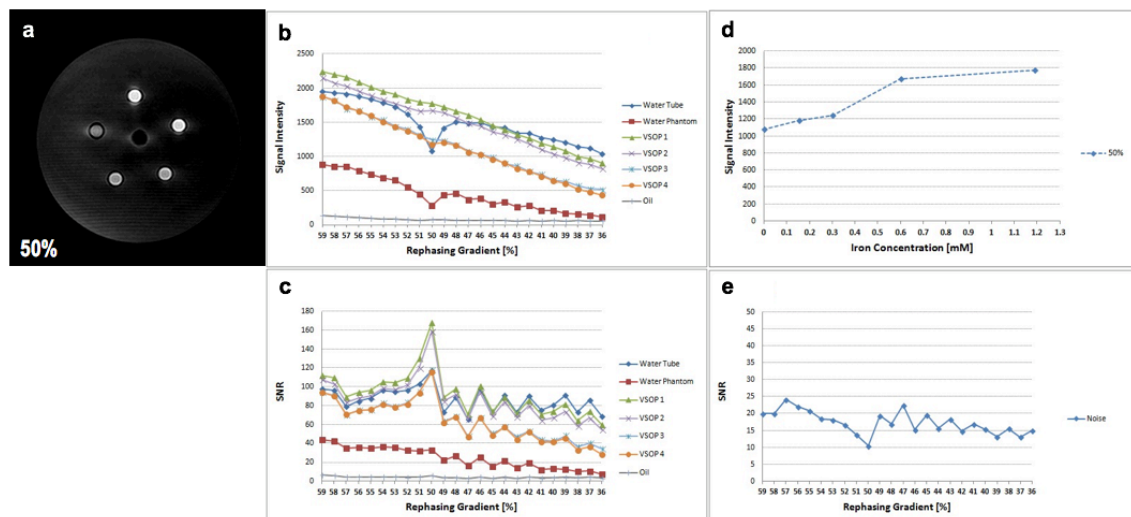 a
50%
b
Signal Intensity
2500
2000
1500
1000
500
0
59 58 57 56 55 54 53 52 51 50 49 48 47 46 45 44 43 42 41 40 39 38 37 36
Rephasing Gradient [%]
Water Tube
Water Phantom
VSOP 1
VSOP 2
VSOP 3
VSOP 4
Oil
d
Signal Intensity
2000
1800
1600
1400
1200
1000
800
600
400
200
0
0 0.1 0.2 0.3 0.4 0.5 0.6 0.7 0.8 0.9 1 1.1 1.2 1.3
Iron Concentration [mM]
50%
c
SNR
180
160
140
120
100
80
60
40
20
0
59 58 57 56 55 54 53 52 51 50 49 48 47 46 45 44 43 42 41 40 39 38 37 36
Rephasing Gradient [%]
Water Tube
Water Phantom
VSOP 1
VSOP 2
VSOP 3
VSOP 4
Oil
e
SNR
50
45
40
35
30
25
20
15
10
5
0
59 58 57 56 55 54 53 52 51 50 49 48 47 46 45 44 43 42 41 40 39 38 37 36
Rephasing Gradient [%]
Noise